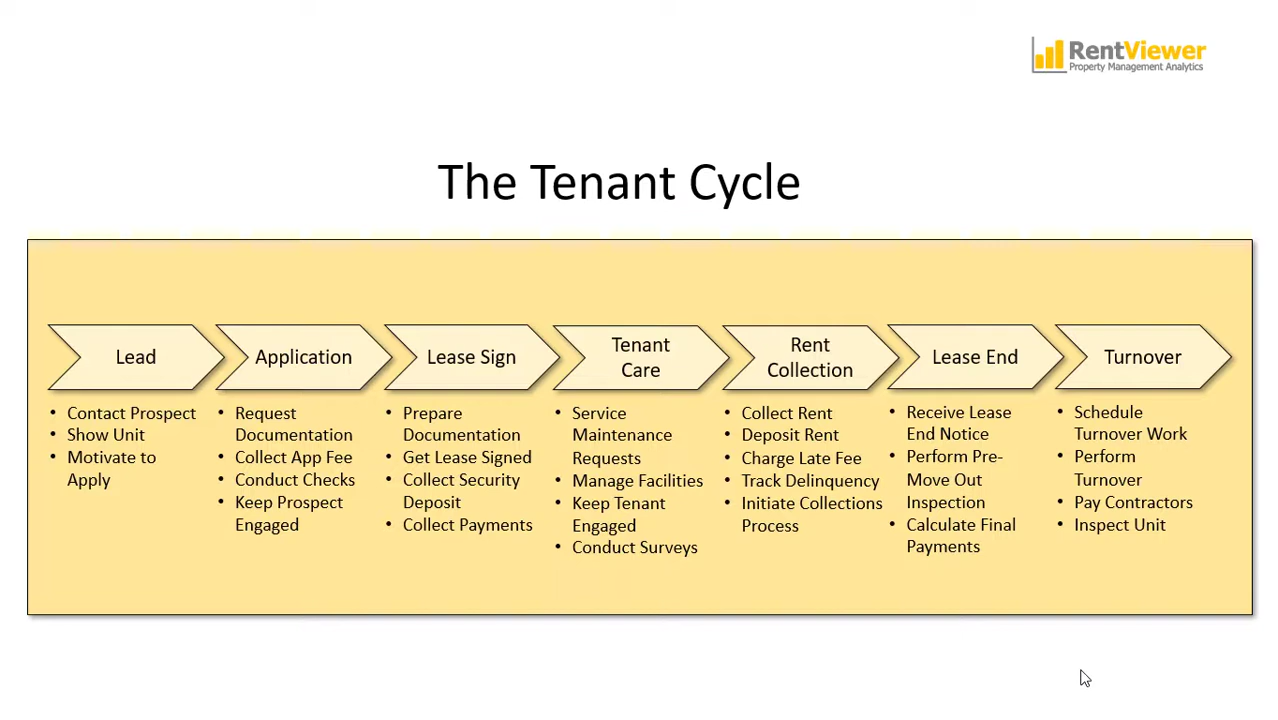 RentViewer
Property Management Analytics
The Tenant Cycle
Lead
• Contact Prospect
• Show Unit
• Motivate to
Apply
Application
• Request
Documentation
• Collect App Fee
• Conduct Checks
• Keep Prospect
Engaged
Lease Sign
• Prepare
Documentation
• Get Lease Signed
• Collect Security
Deposit
• Collect Payments
Tenant
Care
• Service
Maintenance
Requests
• Manage Facilities
• Keep Tenant
Engaged
• Conduct Surveys
Rent
Collection
• Collect Rent
• Deposit Rent
• Charge Late Fee
• Track Delinquency
• Initiate Collections
Process
Lease End
• Receive Lease
End Notice
• Perform Pre-
Move Out
Inspection
• Calculate Final
Payments
Turnover
• Schedule
Turnover Work
• Perform
Turnover
• Pay Contractors
• Inspect Unit